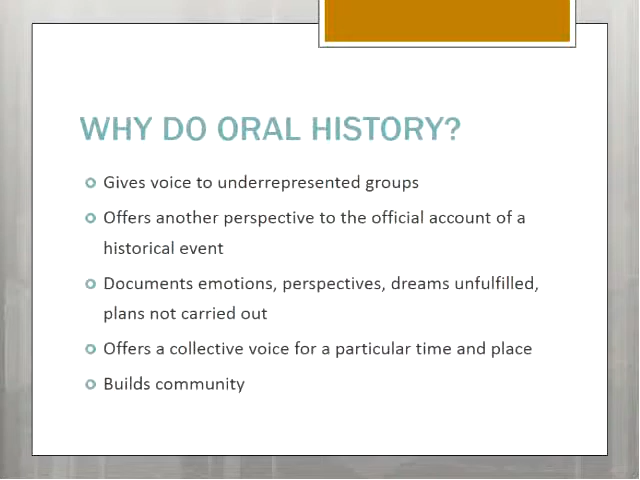 WHY DO ORAL HISTORY?
Gives voice to underrepresented groups
Offers another perspective to the official account of a
historical event
Documents emotions, perspectives, dreams unfulfilled,
plans not carried out
Offers a collective voice for a particular time and place
Builds community